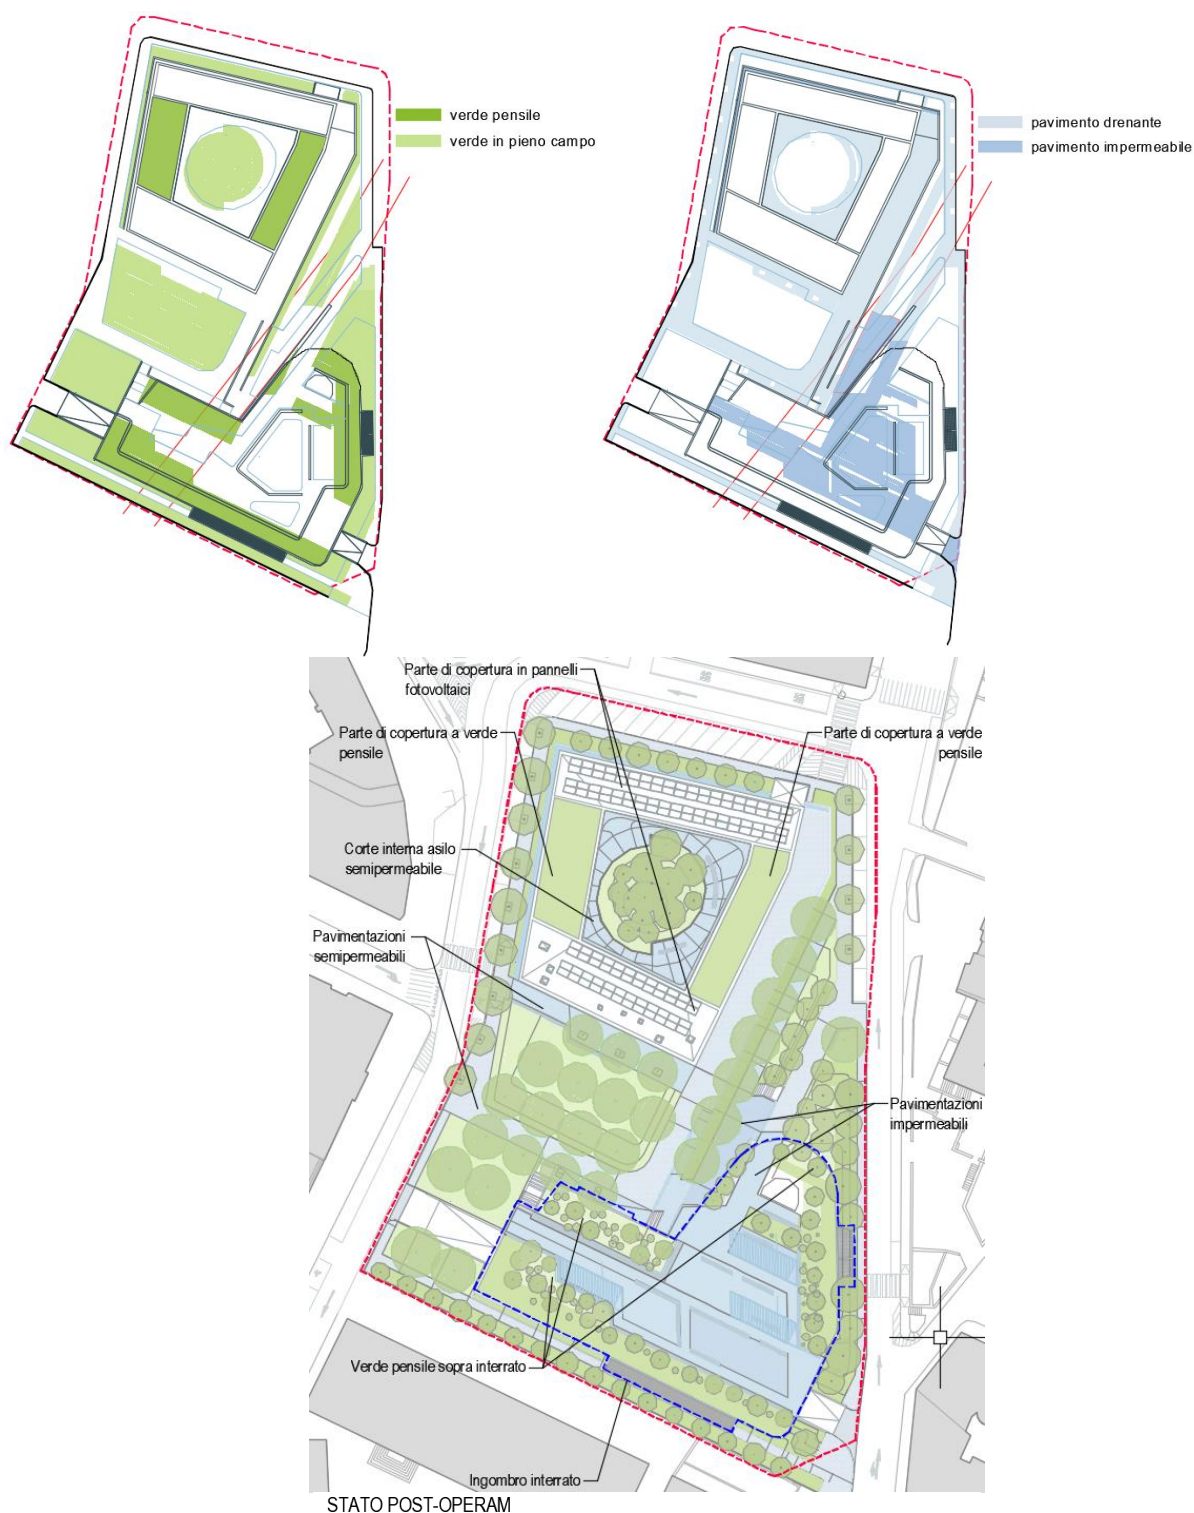 verde pensile
verde in pieno campo
pavimento drenante
pavimento impermeabile
Parte di copertura in pannelli
fotovoltaici
Parte di copertura a verde
pensile
Parte di copertura a verde
pensile
Corte interna asilo
semipermeabile
Pavimentazioni
semipermeabili
Pavimentazioni
impermeabili
Verde pensile sopra interrato
Ingombro interrato
STATO POST-OPERAM